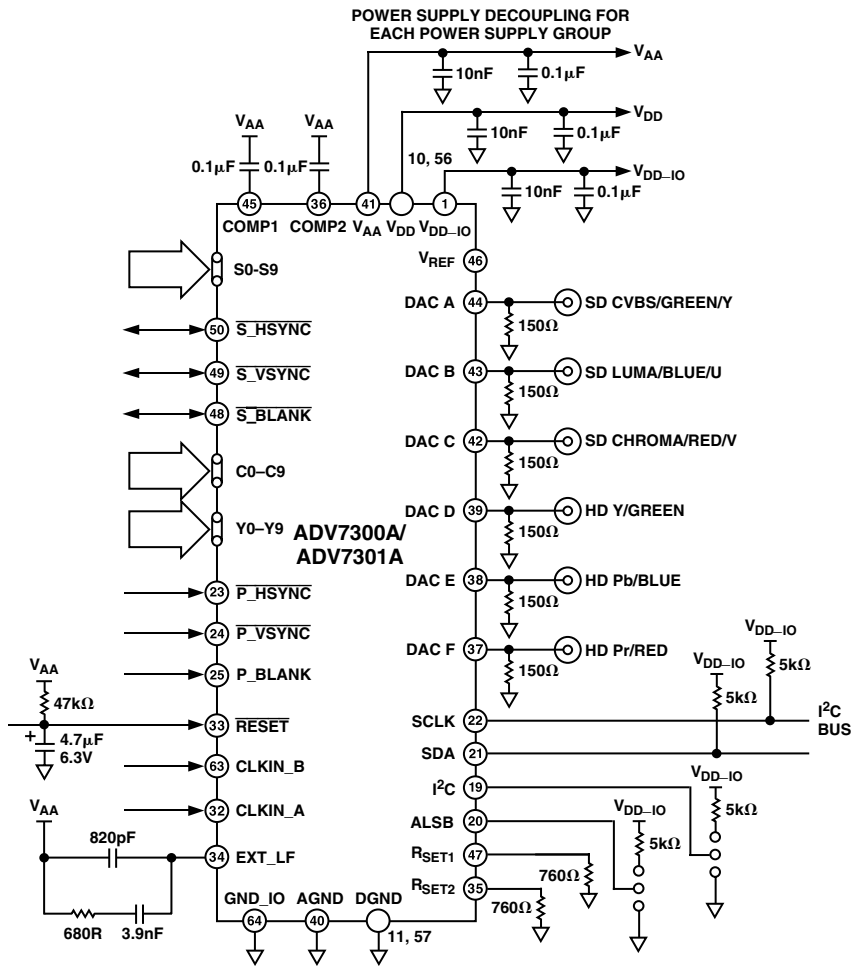 POWER SUPPLY DECOUPLING FOR
EACH POWER SUPPLY GROUP
VAA
10nF
0.1µF
VAA
VAA
VDD
10nF
0.1µF
10, 56
0.1µF
0.1µF
VDD–IO
10nF
0.1µF
45
36
41
1
COMP1
COMP2
VAA
VDD
VDD–IO
S0-S9
VREF
46
DAC A
44
SD CVBS/GREEN/Y
150Ω
50
S_HSYNC
49
S_VSYNC
DAC B
43
SD LUMA/BLUE/U
150Ω
48
S_BLANK
DAC C
42
SD CHROMA/RED/V
150Ω
C0–C9
DAC D
39
HD Y/GREEN
150Ω
Y0–Y9
ADV7300A/
ADV7301A
DAC E
38
HD Pb/BLUE
150Ω
23
P_HSYNC
24
P_VSYNC
DAC F
37
HD Pr/RED
150Ω
VDD–IO
5kΩ
VDD–IO
5kΩ
25
P_BLANK
VAA
47kΩ
33
RESET
SCLK
22
I2C
BUS
+
4.7µF
6.3V
SDA
21
63
CLKIN_B
I2C
19
VDD–IO
5kΩ
32
CLKIN_A
ALSB
20
VDD–IO
5kΩ
VAA
820pF
34
EXT_LF
RSET1
47
760Ω
RSET2
35
760Ω
680R
3.9nF
GND_IO
AGND
DGND
64
40
11, 57